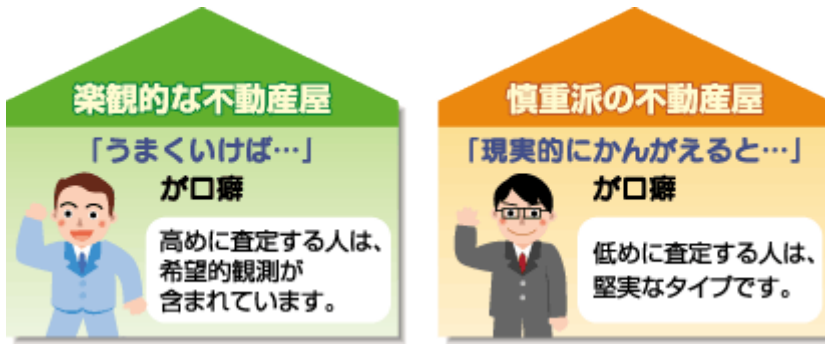 楽観的な不動産屋
「うまくいけば…」
が口癖
高めに査定する人は、
希望的観測が
含まれています。
慎重派の不動産屋
「現実的にかんがえると…」
が口癖
低めに査定する人は、
堅実なタイプです。